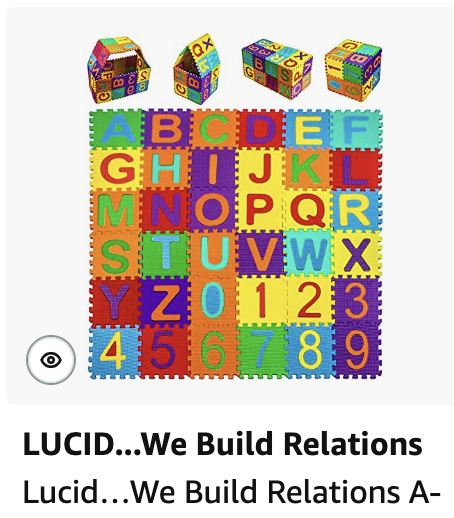 A B C D E F
G H I J K L
M N O P Q R
S T U V W X
Y Z 0 1 2 3
4 5 6 7 8 9
LUCID...We Build Relations
Lucid...We Build Relations A-